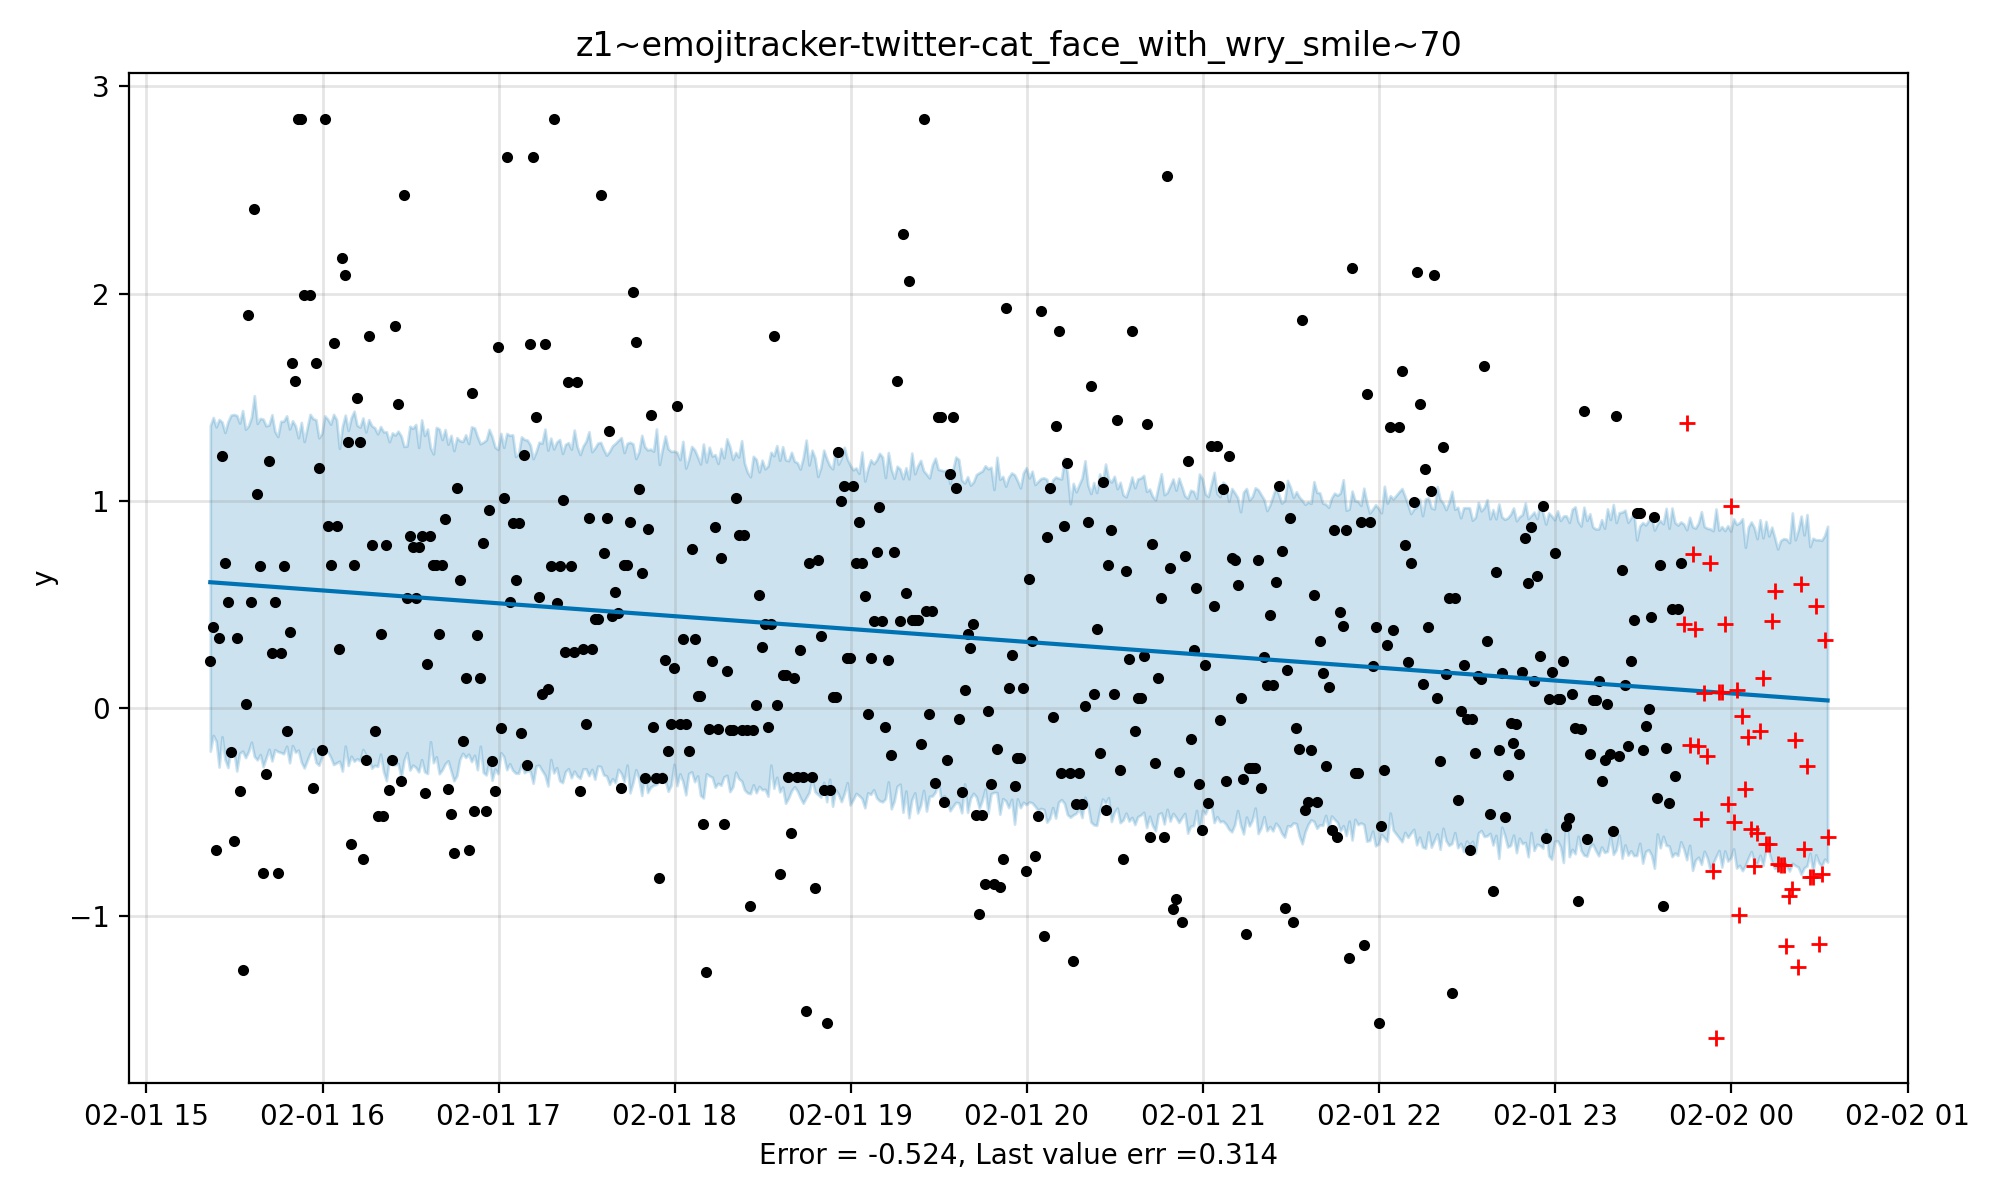 z1~emojitracker-twitter-cat_face_with_wry_smile~70
3
2
1
0
−1
y
02-01 15 02-01 16 02-01 17 02-01 18 02-01 19 02-01 20 02-01 21 02-01 22 02-01 23 02-02 00 02-02 01
Error = -0.524, Last value err =0.314